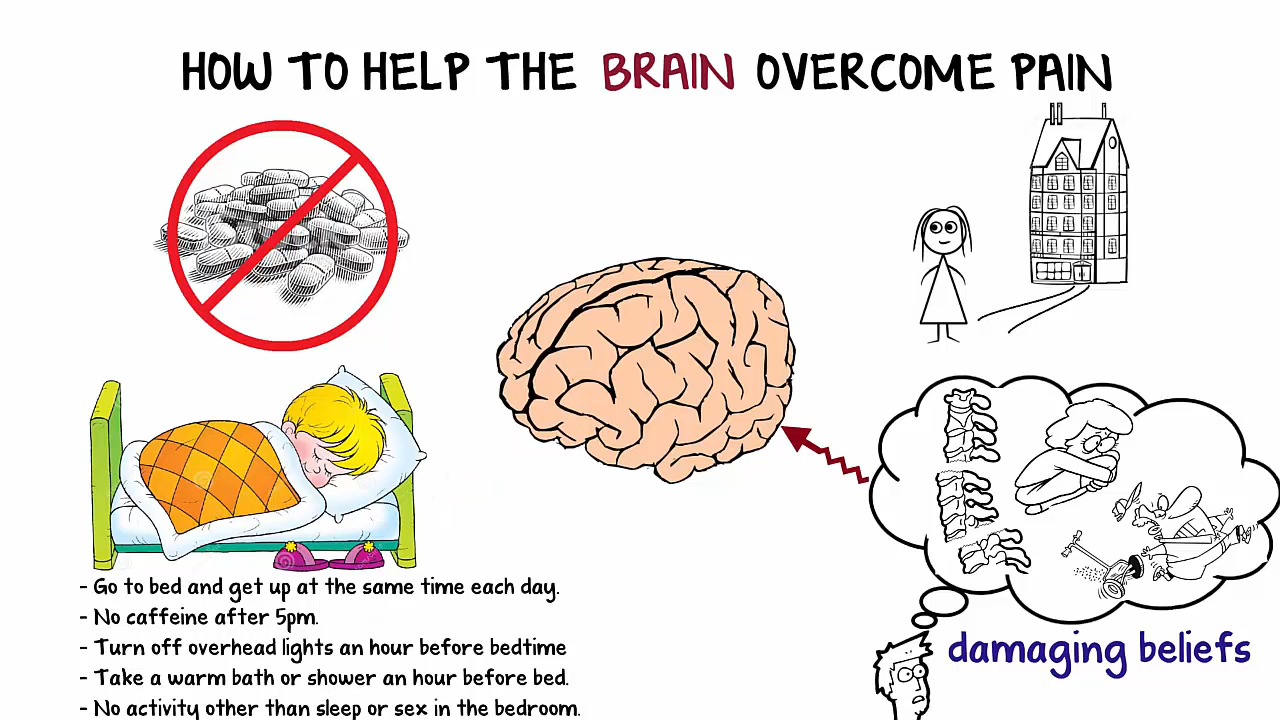 HOW TO HELP THE BRAIN OVERCOME PAIN
- Go to bed and get up at the same time each day.
- No caffeine after 5pm.
- Turn off overhead lights an hour before bedtime
- Take a warm bath or shower an hour before bed.
- No activity other than sleep or sex in the bedroom.
damaging beliefs